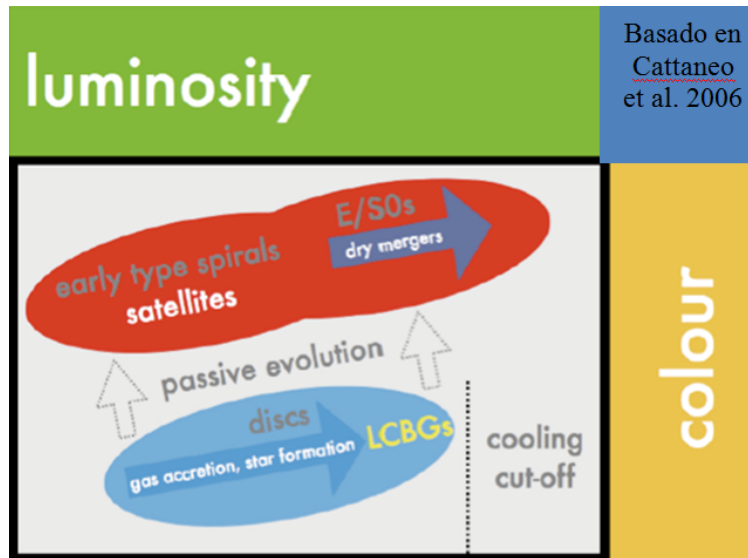 luminosity
Basado en
Cattaneo
et al. 2006
E/S0s
dry mergers
early type spirals
satellites
passive evolution
discs
LCBGs
gas accretion, star formation
cooling
cut-off
colour